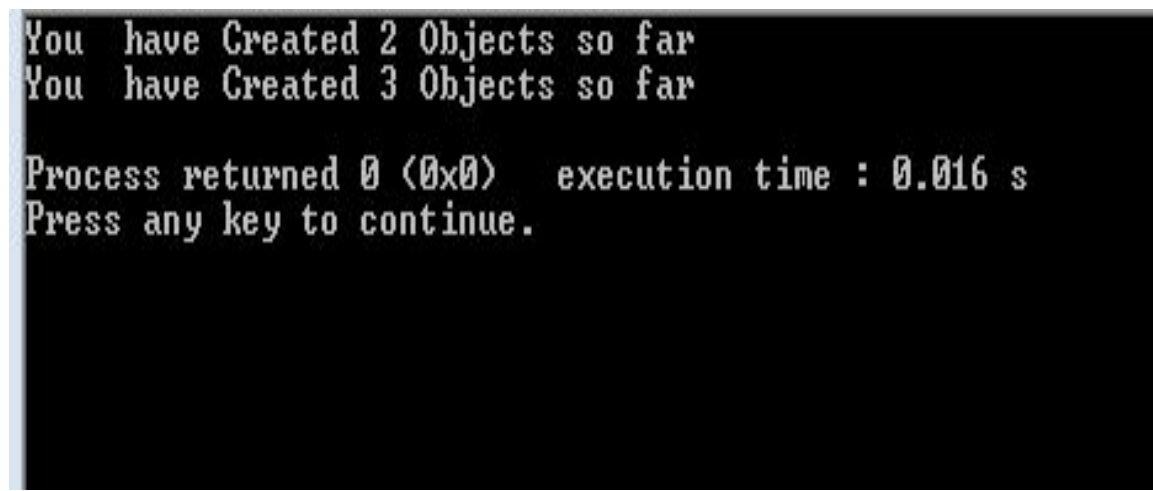 You  have Created 2 Objects so far
You  have Created 3 Objects so far
Process returned 0 (0x0)   execution time : 0.016 s
Press any key to continue.